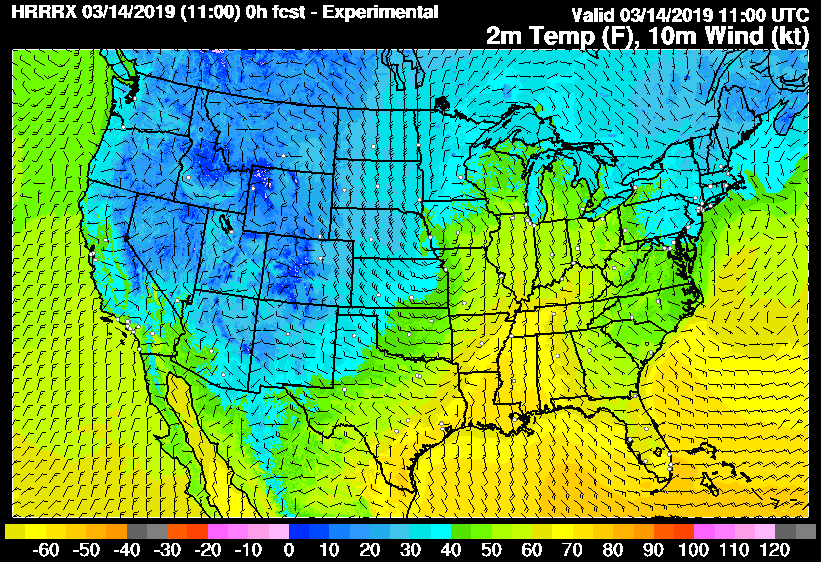 HRRRX 03/14/2019 (11:00) 0h fcst - Experimental
Valid 03/14/2019 11:00 UTC
2m Temp (F), 10m Wind (kt)
-60 -50 -40 -30 -20 -10 0 10 20 30 40 50 60 70 80 90 100 110 120